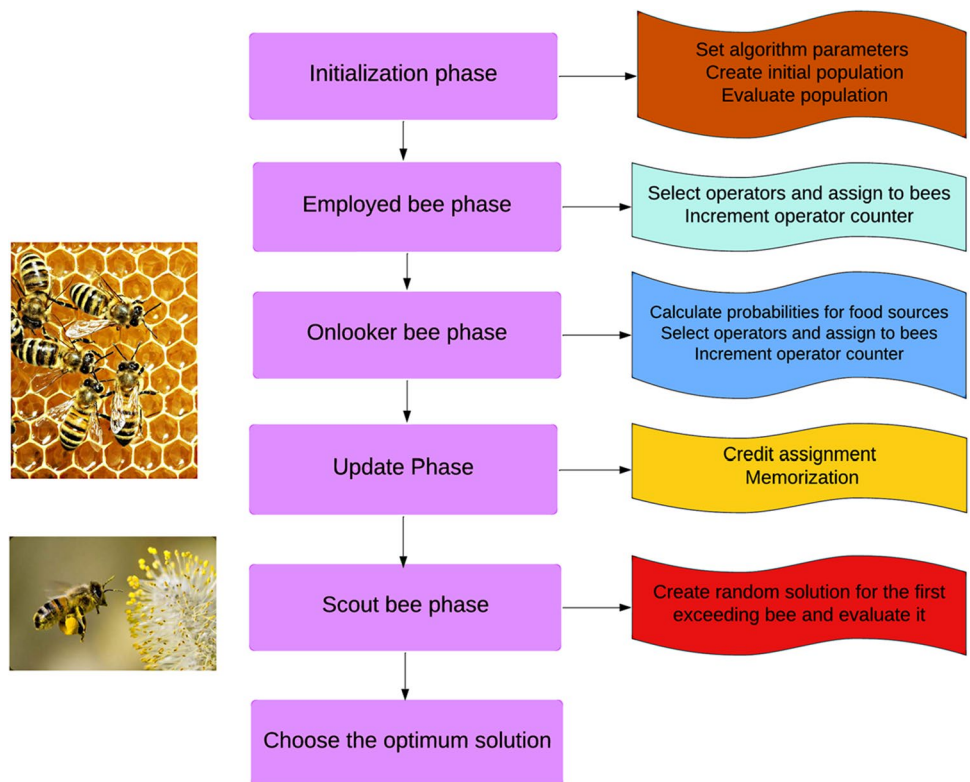 Initialization phase
Set algorithm parameters
Create initial population
Evaluate population
Employed bee phase
Select operators and assign to bees
Increment operator counter
Onlooker bee phase
Calculate probabilities for food sources
Select operators and assign to bees
Increment operator counter
Update Phase
Credit assignment
Memorization
Scout bee phase
Create random solution for the first
exceeding bee and evaluate it
Choose the optimum solution